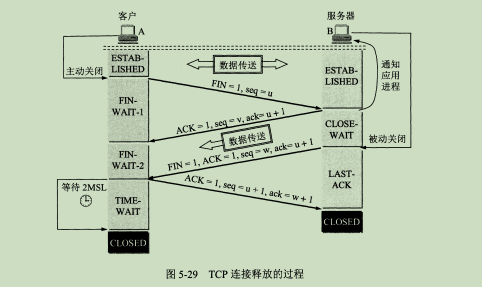 客户
服务器
A
B
ESTAB-
LISHED
数据传送
主动关闭
FIN = 1, seq = u
ESTAB-
LISHED
通知
应用
进程
FIN-
WAIT-1
ACK = 1, seq = v, ack= u + 1
CLOSE-
WAIT
数据传送
被动关闭
FIN = 1, ACK = 1, seq = w, ack= u + 1
FIN-
WAIT-2
LAST-
ACK
等待 2MSL
ACK = 1, seq = u + 1, ack = w + 1
TIME-
WAIT
CLOSED
CLOSED
图 5-29 TCP 连接释放的过程